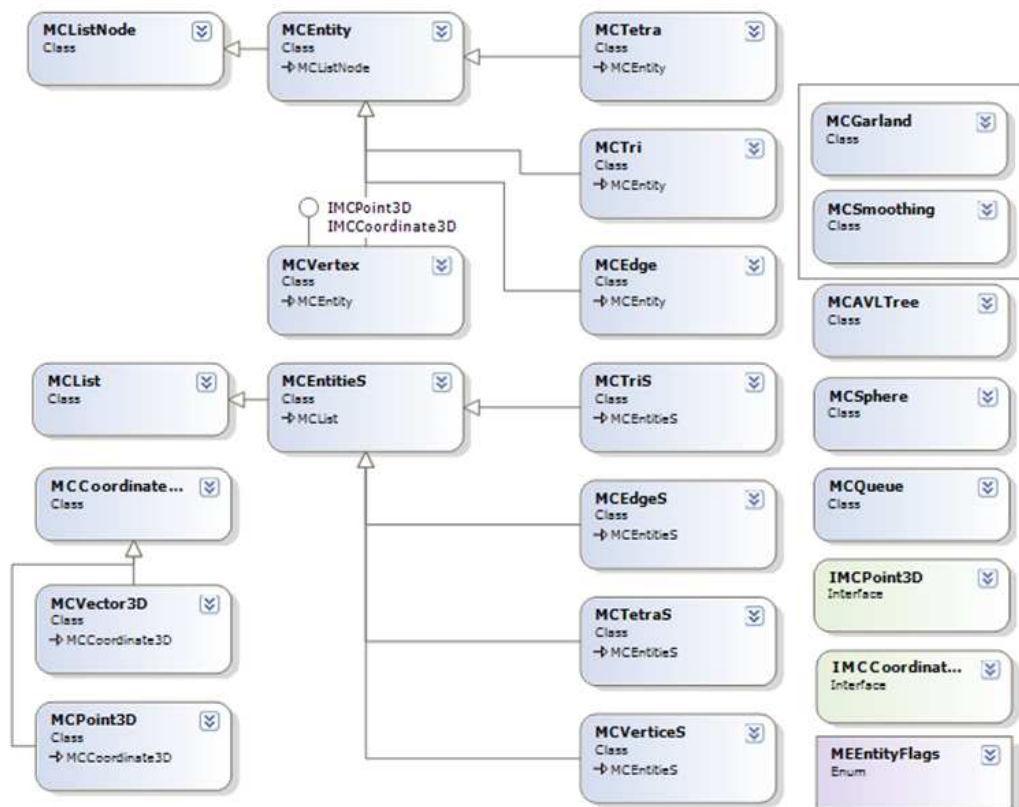 MCListNode
Class
MCEntity
Class
MCListNode
MCTetra
Class
MCEntity
MCTri
Class
MCEntity
IMCPoint3D
IMCCoordinate3D
MCVertex
Class
MCEntity
MCEdge
Class
MCEntity
MCList
Class
MCEntitieS
Class
MCList
MCTriS
Class
MCEntitieS
MCCoordinate...
Class
MCEdgeS
Class
MCEntitieS
MCVector3D
Class
MCCoordinate3D
MCTetraS
Class
MCEntitieS
MCPoint3D
Class
MCCoordinate3D
MCVerticeS
Class
MCEntitieS
MCGarland
Class
MCSmoothing
Class
MCAVLTree
Class
MCSphere
Class
MCQueue
Class
IMCPoint3D
Interface
IMCCoordinat...
Interface
MEEntityFlags
Enum